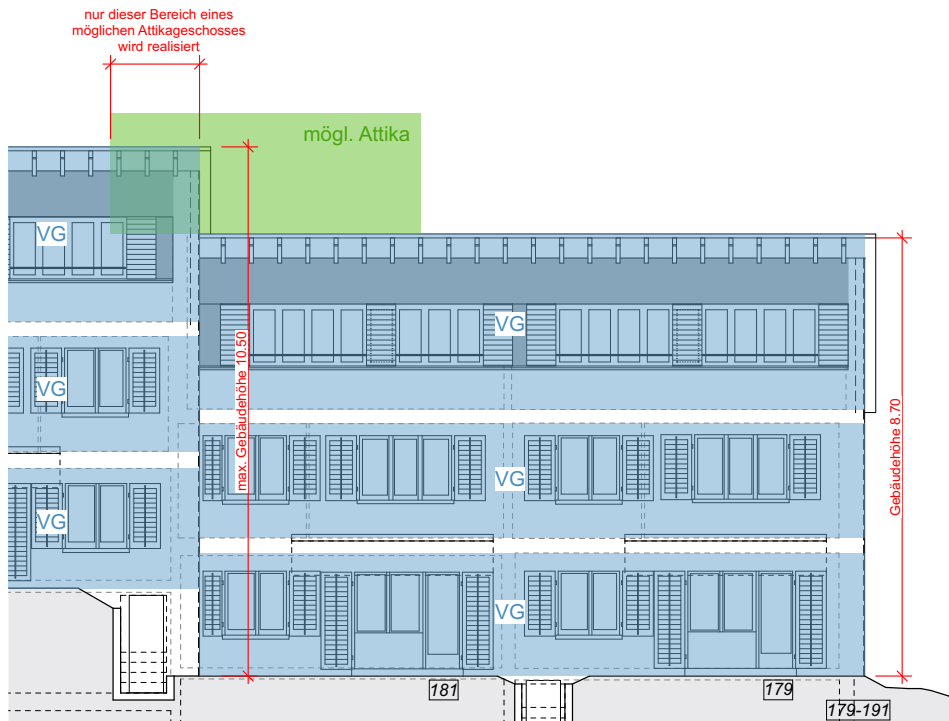 nur dieser Bereich eines
möglichen Attikageschosses
wird realisiert
mögl. Attika
VG
VG
VG
VG
VG
VG
max. Gebäudehöhe 10.50
Gebäudehöhe 8.70
181
179
179-191